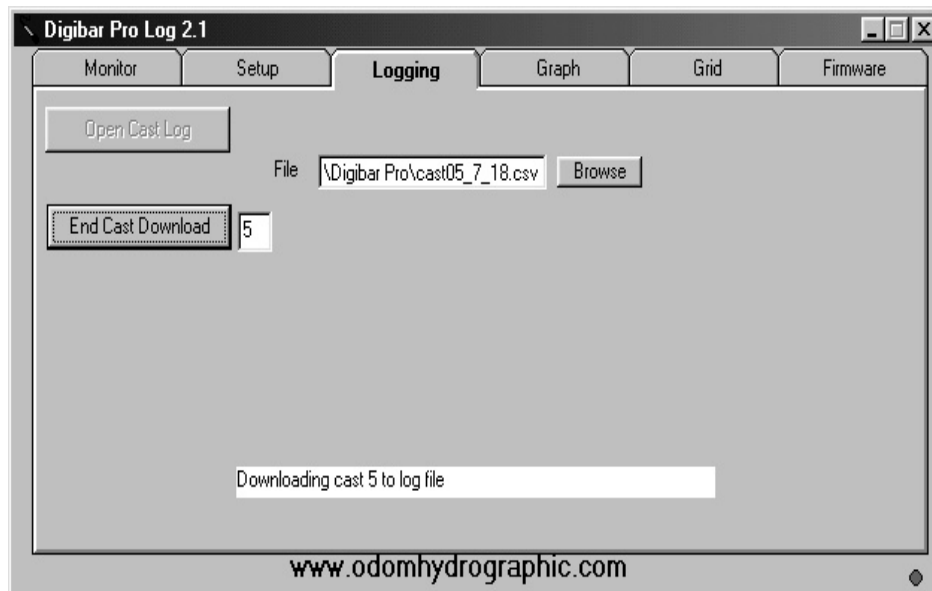 Digibar Pro Log 2.1
Monitor Setup Logging Graph Grid Firmware
Open Cast Log
File \Digibar Pro\cast05_7_18.csv Browse
End Cast Download 5
Downloading cast 5 to log file
www.odomhydrographic.com